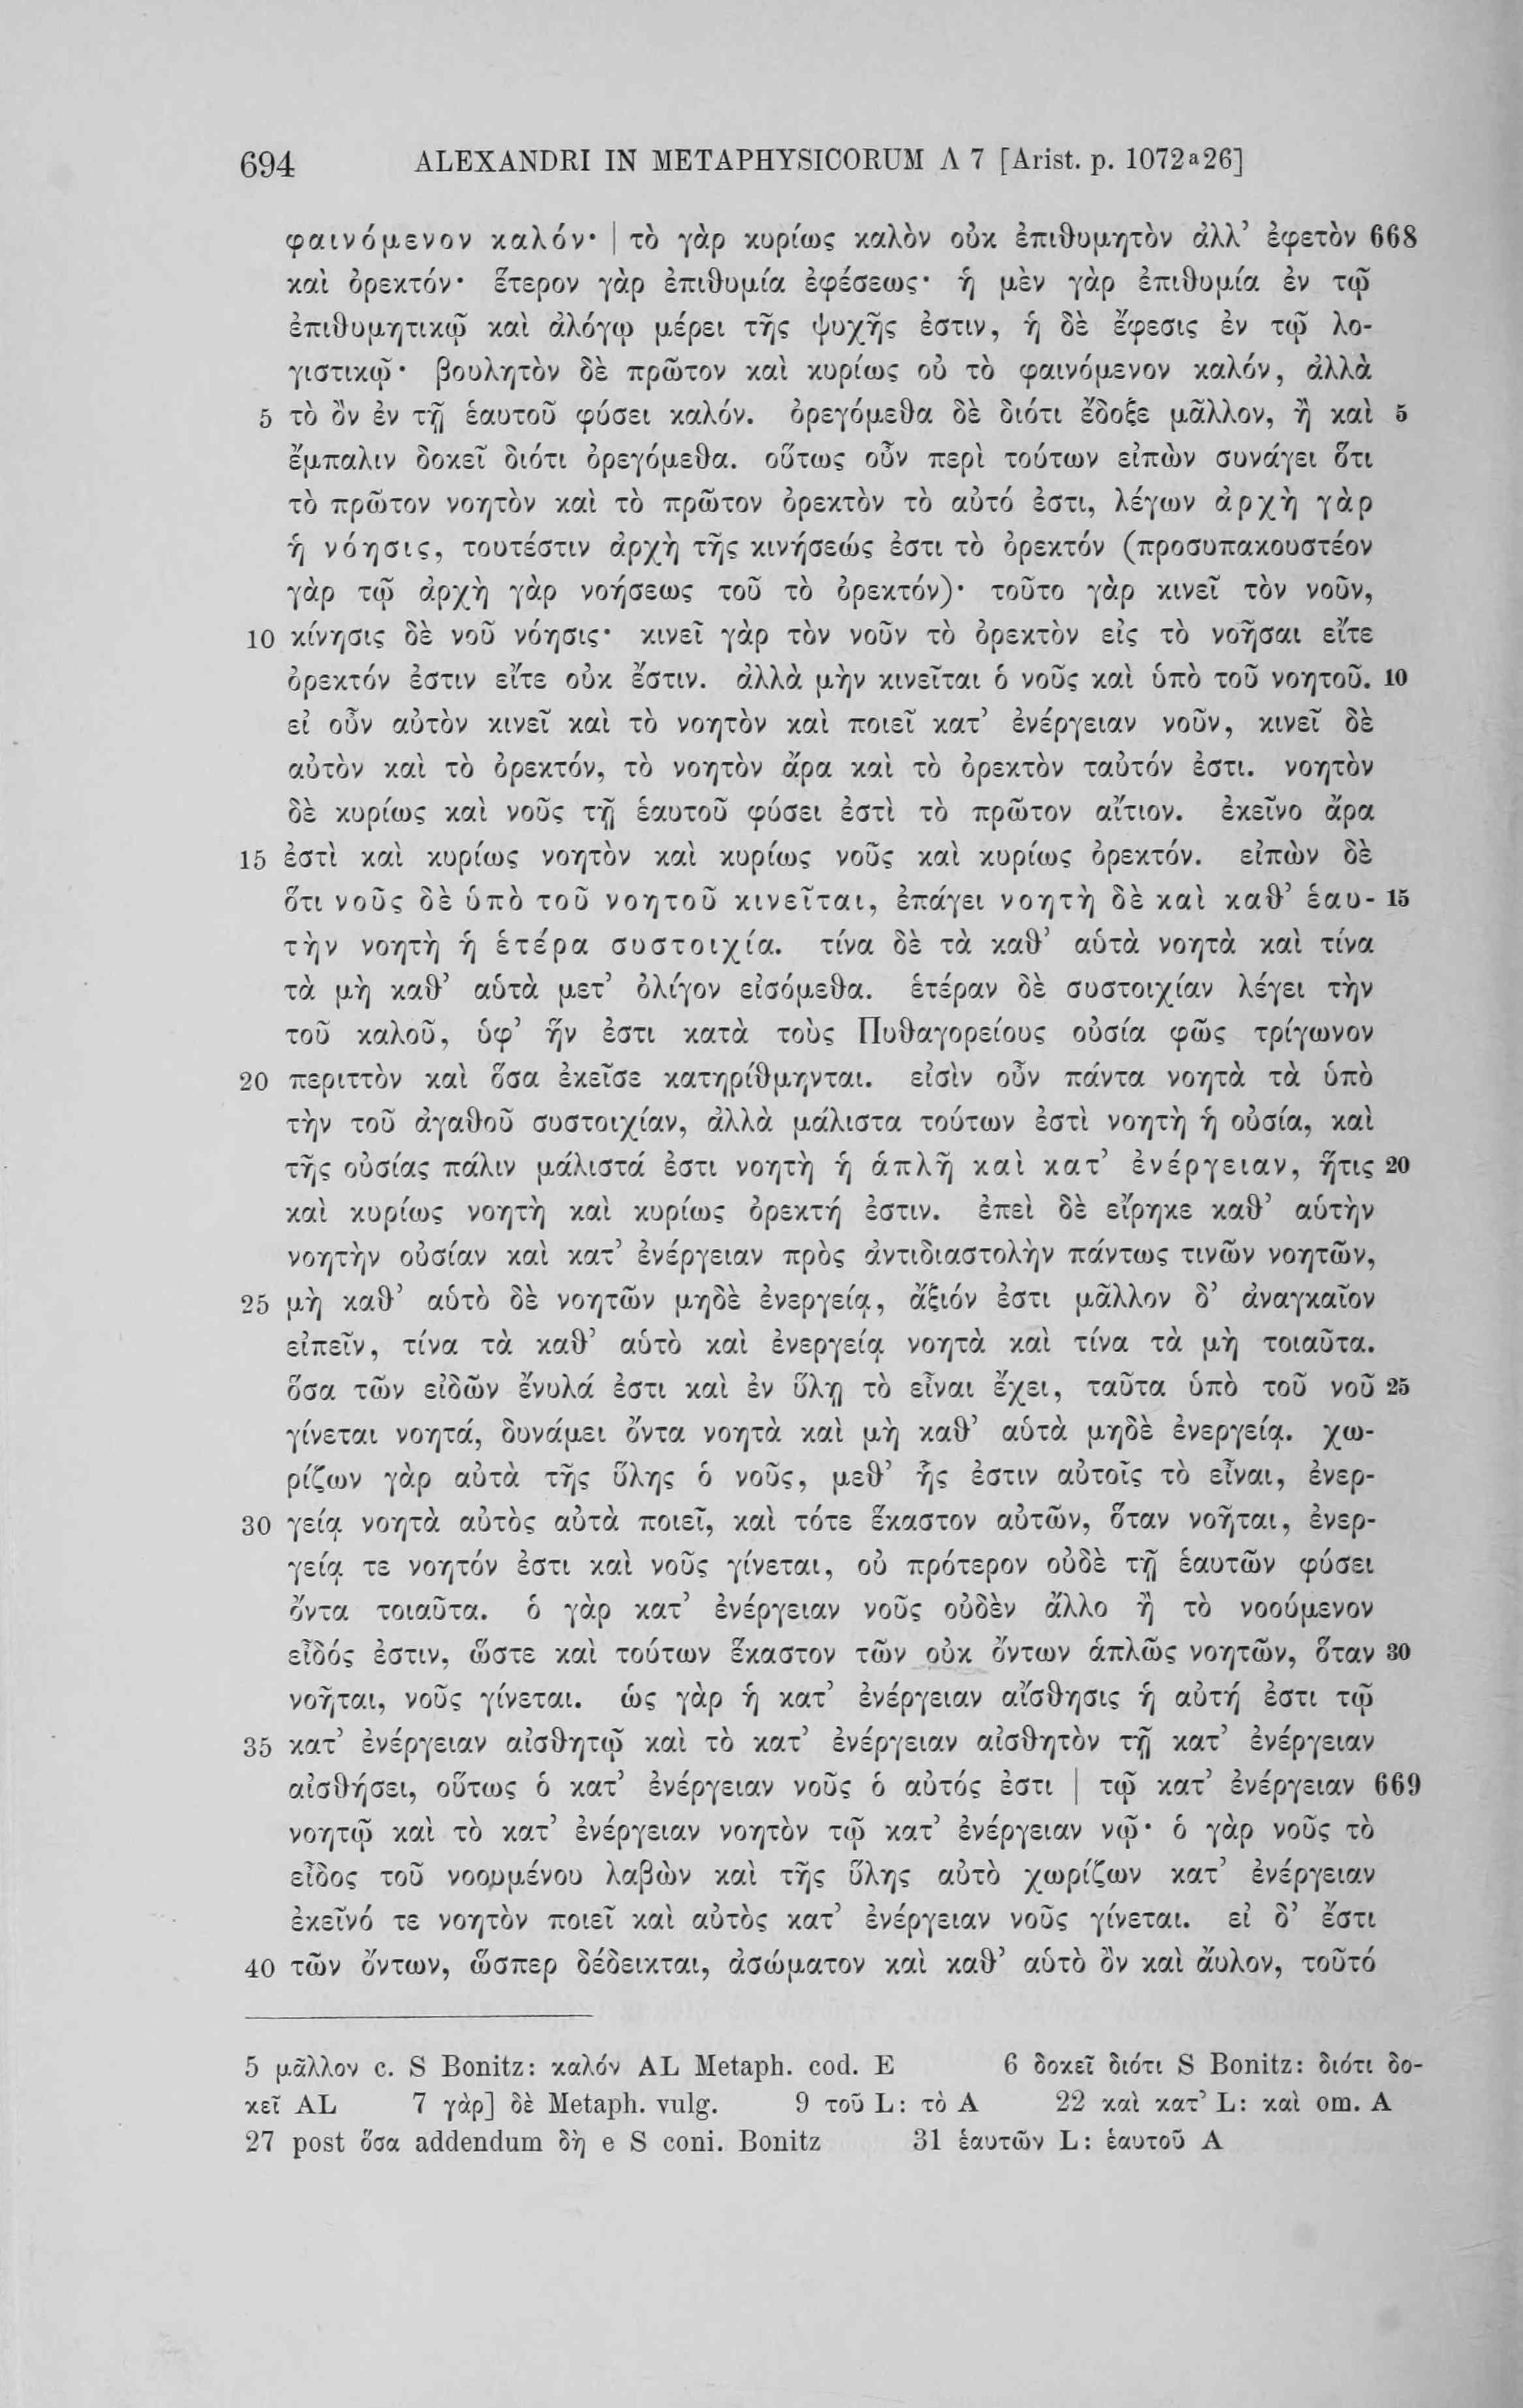 694 ALEXANDRI IN METAPHYSICORUM Λ 7 [Arist. p. 1072a26]
φαινόμενον καλόν· | τὸ γὰρ κυρίως καλὸν οὐκ ἐπιθυμητὸν ἀλλ’ ἐφετὸν 668
καὶ ὀρεκτόν· ἕτερον γὰρ ἐπιθυμία ἐφέσεως· ἡ μὲν γὰρ ἐπιθυμία ἐν τῷ
ἐπιθυμητικῷ καὶ ἀλόγῳ μέρει τῆς ψυχῆς ἐστιν, ἡ δὲ ἔφεσις ἐν τῷ λο-
γιστικῷ· βουλητὸν δὲ πρῶτον καὶ κυρίως οὐ τὸ φαινόμενον καλόν, ἀλλὰ
5 τὸ ὂν ἐν τῇ ἑαυτοῦ φύσει καλόν. ὀρεγόμεθα δὲ διότι ἔδοξε μᾶλλον, ἢ καὶ 5
ἔμπαλιν δοκεῖ διότι ὀρεγόμεθα. οὕτως οὖν περὶ τούτων εἰπὼν συνάγει ὅτι
τὸ πρῶτον νοητὸν καὶ τὸ πρῶτον ὀρεκτὸν τὸ αὐτό ἐστι, λέγων ἀρχὴ γὰρ
ἡ νόησις, τουτέστιν ἀρχὴ τῆς κινήσεώς ἐστι τὸ ὀρεκτόν (προσυπακουστέον
γὰρ τῷ ἀρχὴ γὰρ νοήσεως τοῦ τὸ ὀρεκτόν)· τοῦτο γὰρ κινεῖ τὸν νοῦν,
10 κίνησις δὲ νοῦ νόησις· κινεῖ γὰρ τὸν νοῦν τὸ ὀρεκτὸν εἰς τὸ νοῆσαι εἴτε
ὀρεκτόν ἐστιν εἴτε οὐκ ἔστιν. ἀλλὰ μὴν κινεῖται ὁ νοῦς καὶ ὑπὸ τοῦ νοητοῦ. 10
εἰ οὖν αὐτὸν κινεῖ καὶ τὸ νοητὸν καὶ ποιεῖ κατ’ ἐνέργειαν νοῦν, κινεῖ δὲ
αὐτὸν καὶ τὸ ὀρεκτόν, τὸ νοητὸν ἄρα καὶ τὸ ὀρεκτὸν ταὐτόν ἐστι. νοητὸν
δὲ κυρίως καὶ νοῦς τῇ ἑαυτοῦ φύσει ἐστὶ τὸ πρῶτον αἴτιον. ἐκεῖνο ἄρα
15 ἐστὶ καὶ κυρίως νοητὸν καὶ κυρίως νοῦς καὶ κυρίως ὀρεκτόν. εἰπὼν δὲ
ὅτι νοῦς δὲ ὑπὸ τοῦ νοητοῦ κινεῖται, ἐπάγει νοητὴ δὲ καὶ καθ’ ἑαυ- 15
τὴν νοητὴ ἡ ἑτέρα συστοιχία. τίνα δὲ τὰ καθ’ αὑτὰ νοητὰ καὶ τίνα
τὰ μὴ καθ’ αὑτὰ μετ’ ὀλίγον εἰσόμεθα. ἑτέραν δὲ συστοιχίαν λέγει τὴν
τοῦ καλοῦ, ὑφ’ ἥν ἐστι κατὰ τοὺς Πυθαγορείους οὐσία φῶς τρίγωνον
20 περιττὸν καὶ ὅσα ἐκεῖσε κατηρίθμηνται. εἰσὶν οὖν πάντα νοητὰ τὰ ὑπὸ
τὴν τοῦ ἀγαθοῦ συστοιχίαν, ἀλλὰ μάλιστα τούτων ἐστὶ νοητὴ ἡ οὐσία, καὶ
τῆς οὐσίας πάλιν μάλιστά ἐστι νοητὴ ἡ ἁπλῆ καὶ κατ’ ἐνέργειαν, ἥτις 20
καὶ κυρίως νοητὴ καὶ κυρίως ὀρεκτή ἐστιν. ἐπεὶ δὲ εἴρηκε καθ’ αὑτὴν
νοητὴν οὐσίαν καὶ κατ’ ἐνέργειαν πρὸς ἀντιδιαστολὴν πάντως τινῶν νοητῶν,
25 μὴ καθ’ αὑτὸ δὲ νοητῶν μηδὲ ἐνεργείᾳ, ἄξιόν ἐστι μᾶλλον δ’ ἀναγκαῖον
εἰπεῖν, τίνα τὰ καθ’ αὑτὸ καὶ ἐνεργείᾳ νοητὰ καὶ τίνα τὰ μὴ τοιαῦτα.
ὅσα τῶν εἰδῶν ἔνυλά ἐστι καὶ ἐν ὕλῃ τὸ εἶναι ἔχει, ταῦτα ὑπὸ τοῦ νοῦ 25
γίνεται νοητά, δυνάμει ὄντα νοητὰ καὶ μὴ καθ’ αὑτὰ μηδὲ ἐνεργείᾳ. χω-
ρίζων γὰρ αὐτὰ τῆς ὕλης ὁ νοῦς, μεθ’ ἧς ἐστιν αὐτοῖς τὸ εἶναι, ἐνερ-
30 γείᾳ νοητὰ αὐτὸς αὐτὰ ποιεῖ, καὶ τότε ἕκαστον αὐτῶν, ὅταν νοῆται, ἐνερ-
γείᾳ τε νοητόν ἐστι καὶ νοῦς γίνεται, οὐ πρότερον οὐδὲ τῇ ἑαυτῶν φύσει
ὄντα τοιαῦτα. ὁ γὰρ κατ’ ἐνέργειαν νοῦς οὐδὲν ἄλλο ἢ τὸ νοούμενον
εἶδός ἐστιν, ὥστε καὶ τούτων ἕκαστον τῶν οὐκ ὄντων ἁπλῶς νοητῶν, ὅταν 30
νοῆται, νοῦς γίνεται. ὡς γὰρ ἡ κατ’ ἐνέργειαν αἴσθησις ἡ αὐτή ἐστι τῷ
35 κατ’ ἐνέργειαν αἰσθητῷ καὶ τὸ κατ’ ἐνέργειαν αἰσθητὸν τῇ κατ’ ἐνέργειαν
αἰσθήσει, οὕτως ὁ κατ’ ἐνέργειαν νοῦς ὁ αὐτός ἐστι | τῷ κατ’ ἐνέργειαν 669
νοητῷ καὶ τὸ κατ’ ἐνέργειαν νοητὸν τῷ κατ’ ἐνέργειαν νῷ· ὁ γὰρ νοῦς τὸ
εἶδος τοῦ νοουμένου λαβὼν καὶ τῆς ὕλης αὐτὸ χωρίζων κατ’ ἐνέργειαν
ἐκεῖνό τε νοητὸν ποιεῖ καὶ αὐτὸς κατ’ ἐνέργειαν νοῦς γίνεται. εἰ δ’ ἔστι
40 τῶν ὄντων, ὥσπερ δέδεικται, ἀσώματον καὶ καθ’ αὑτὸ ὂν καὶ ἄυλον, τοῦτό
5 μᾶλλον c. S Bonitz: καλόν AL Metaph. cod. E 6 δοκεῖ διότι S Bonitz: διότι δο-
κεῖ AL 7 γὰρ] δὲ Metaph. vulg. 9 τοῦ L: τὸ A 22 καὶ κατ’ L: καὶ om. A
27 post ὅσα addendum δὴ e S coni. Bonitz 31 ἑαυτῶν L: ἑαυτοῦ A